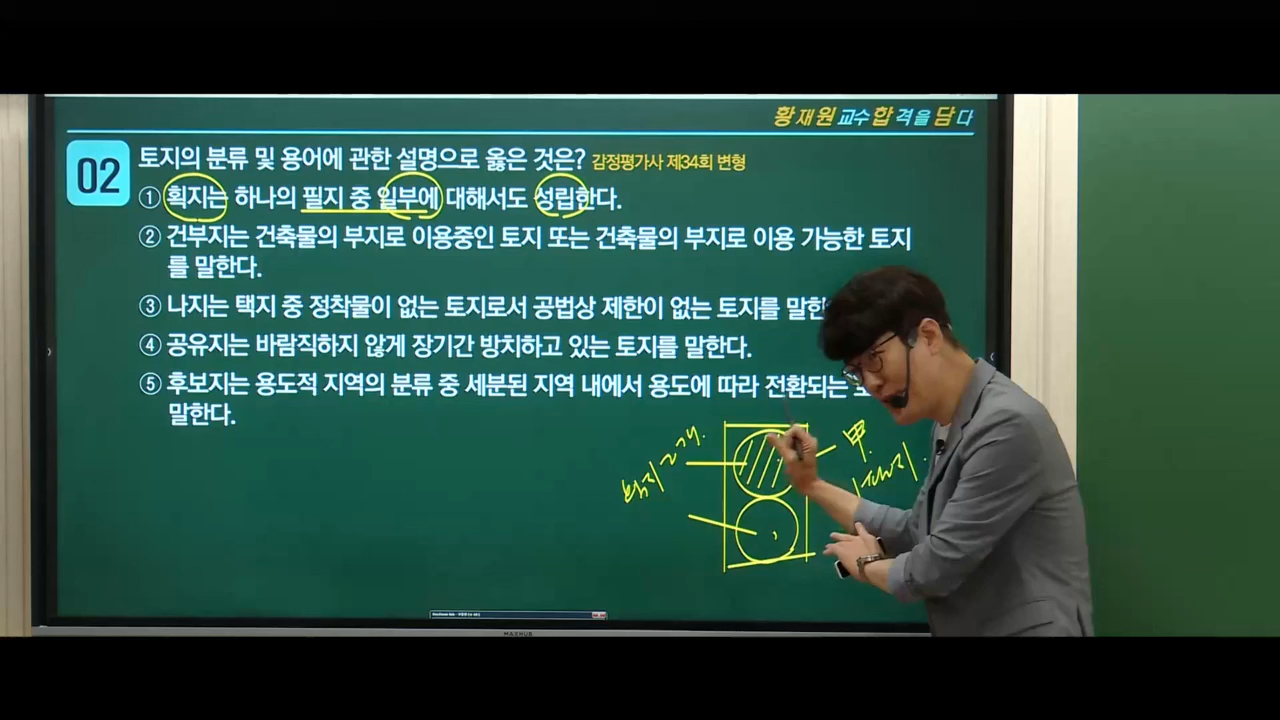 황재원 교수 합격을 담다
02 토지의 분류 및 용어에 관한 설명으로 옳은 것은? 감정평가사 제34회 변형
① 획지는 하나의 필지 중 일부에 대해서도 성립한다.
② 건부지는 건축물의 부지로 이용중인 토지 또는 건축물의 부지로 이용 가능한 토지
를 말한다.
③ 나지는 택지 중 정착물이 없는 토지로서 공법상 제한이 없는 토지를 말한
④ 공유지는 바람직하지 않게 장기간 방치하고 있는 토지를 말한다.
⑤ 후보지는 용도적 지역의 분류 중 세분된 지역 내에서 용도에 따라 전환되는
말한다.
甲
MAXHUB